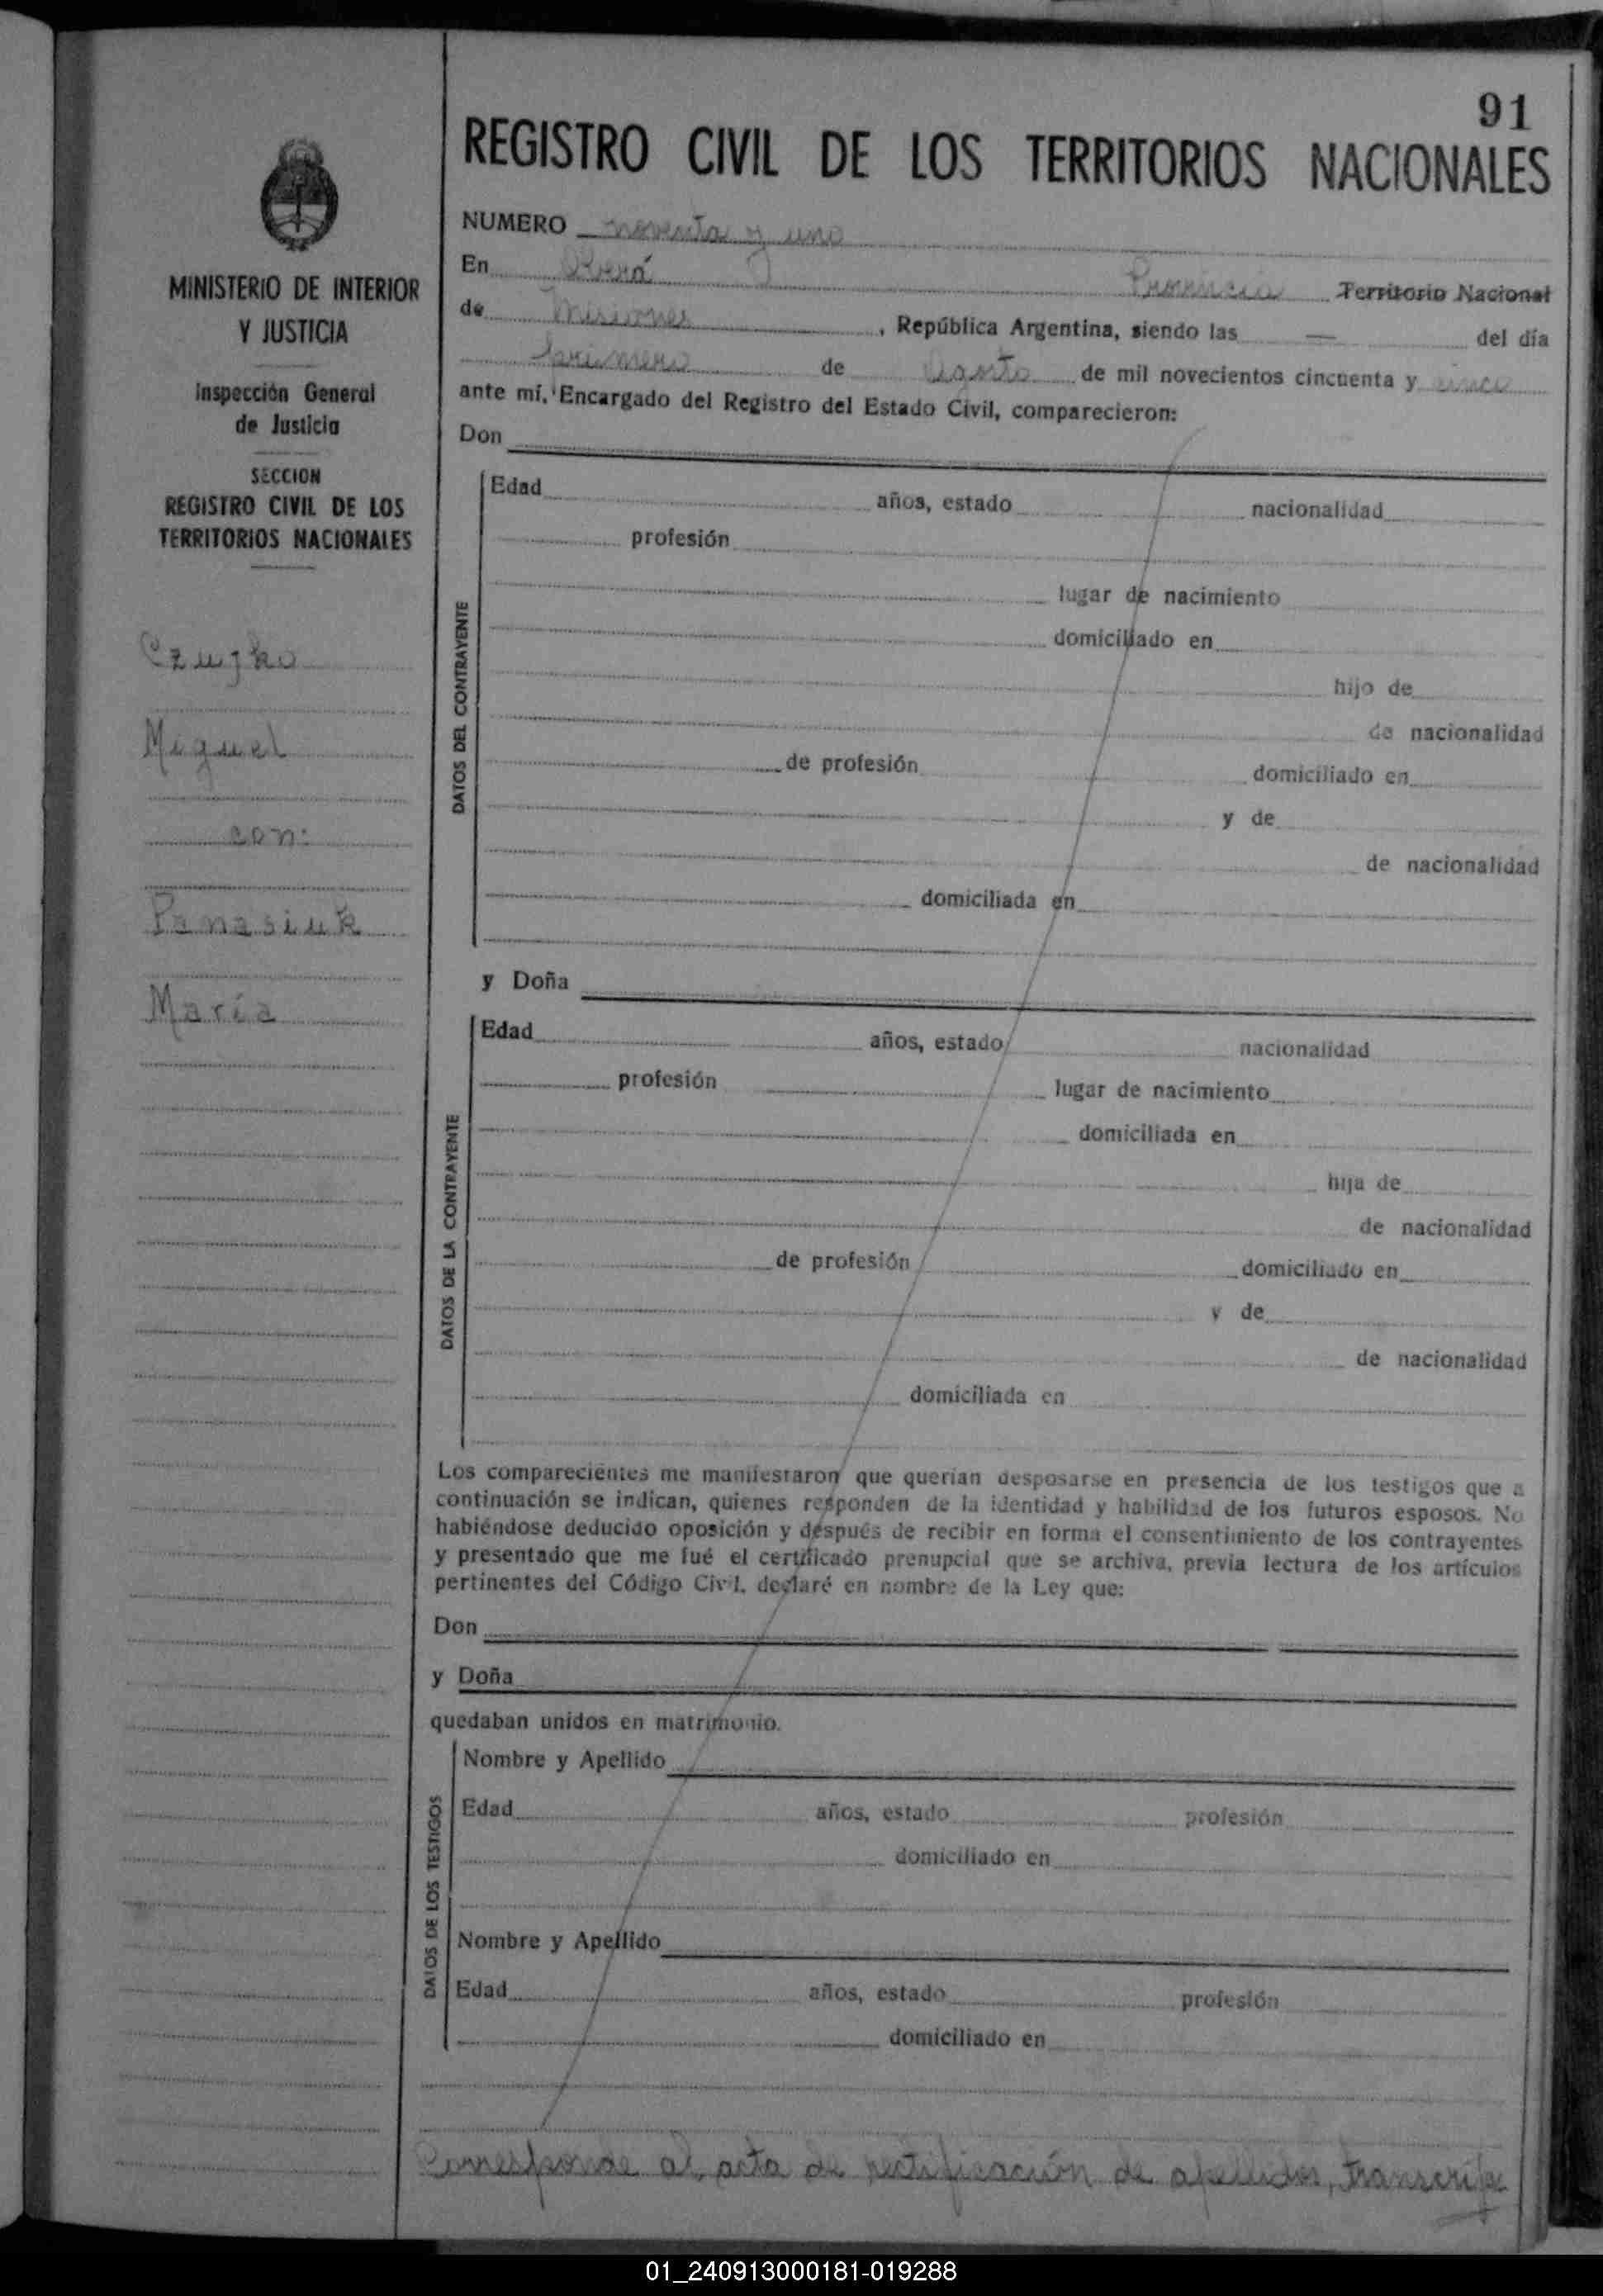 91
REGISTRO CIVIL DE LOS TERRITORIOS NACIONALES
MINISTERIO DE INTERIOR
Y JUSTICIA
Inspección General
de Justicia
SECCION
REGISTRO CIVIL DE LOS
TERRITORIOS NACIONALES
Czujko
Miguel
con:
Panasiuk
María
NUMERO noventa y uno
En Oberá Provincia Territorio Nacional
de Misiones, República Argentina, siendo las — del día
primero de Agosto de mil novecientos cincuenta y cinco
ante mí, Encargado del Registro del Estado Civil, comparecieron:
Don
DATOS DEL CONTRAYENTE
Edad años, estado nacionalidad
profesión
lugar de nacimiento
domiciliado en
hijo de
de nacionalidad
de profesión domiciliado en
y de
de nacionalidad
domiciliada en
y Doña
DATOS DE LA CONTRAYENTE
Edad años, estado nacionalidad
profesión lugar de nacimiento
domiciliada en
hija de
de nacionalidad
de profesión domiciliado en
y de
de nacionalidad
domiciliada en
Los comparecientes me manifestaron que querían desposarse en presencia de los testigos que a
continuación se indican, quienes responden de la identidad y habilidad de los futuros esposos. No
habiéndose deducido oposición y después de recibir en forma el consentimiento de los contrayentes
y presentado que me fué el certificado prenupcial que se archiva, previa lectura de los artículos
pertinentes del Código Civil, declaré en nombre de la Ley que:
Don
y Doña
quedaban unidos en matrimonio.
DATOS DE LOS TESTIGOS
Nombre y Apellido
Edad años, estado profesión
domiciliado en
Nombre y Apellido
Edad años, estado profesión
domiciliado en
Corresponde al acta de rectificación de apellidos, transcrip
01_240913000181-019288